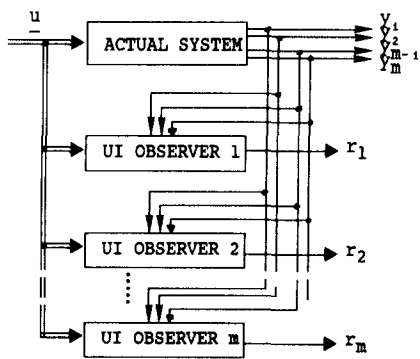 u
ACTUAL SYSTEM
y1
y2
ym-1
ym
UI OBSERVER 1
r1
UI OBSERVER 2
r2
UI OBSERVER m
rm